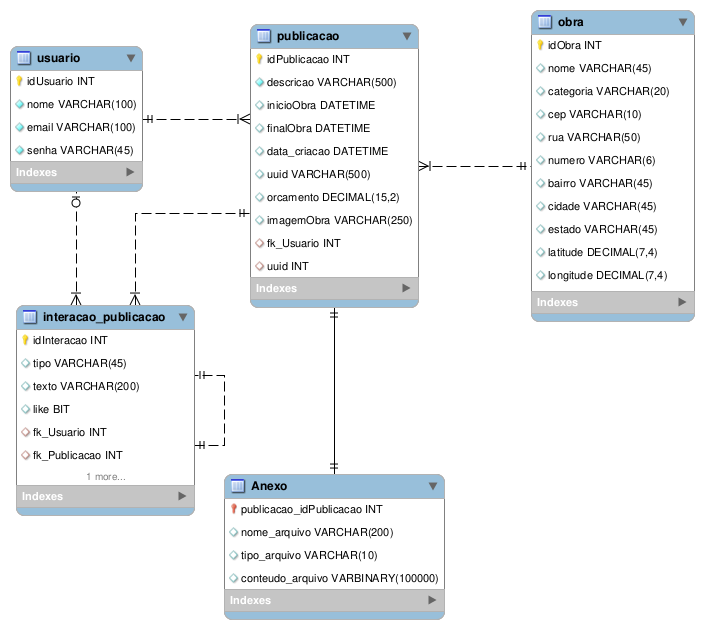 usuario
idUsuario INT
nome VARCHAR(100)
email VARCHAR(100)
senha VARCHAR(45)
Indexes
publicacao
idPublicacao INT
descricao VARCHAR(500)
inicioObra DATETIME
finalObra DATETIME
data_criacao DATETIME
uuid VARCHAR(500)
orcamento DECIMAL(15,2)
imagemObra VARCHAR(250)
fk_Usuario INT
uuid INT
Indexes
obra
idObra INT
nome VARCHAR(45)
categoria VARCHAR(20)
cep VARCHAR(10)
rua VARCHAR(50)
numero VARCHAR(6)
bairro VARCHAR(45)
cidade VARCHAR(45)
estado VARCHAR(45)
latitude DECIMAL(7,4)
longitude DECIMAL(7,4)
Indexes
interacao_publicacao
idInteracao INT
tipo VARCHAR(45)
texto VARCHAR(200)
like BIT
fk_Usuario INT
fk_Publicacao INT
1 more...
Indexes
Anexo
publicacao_idPublicacao INT
nome_arquivo VARCHAR(200)
tipo_arquivo VARCHAR(10)
conteudo_arquivo VARBINARY(100000)
Indexes